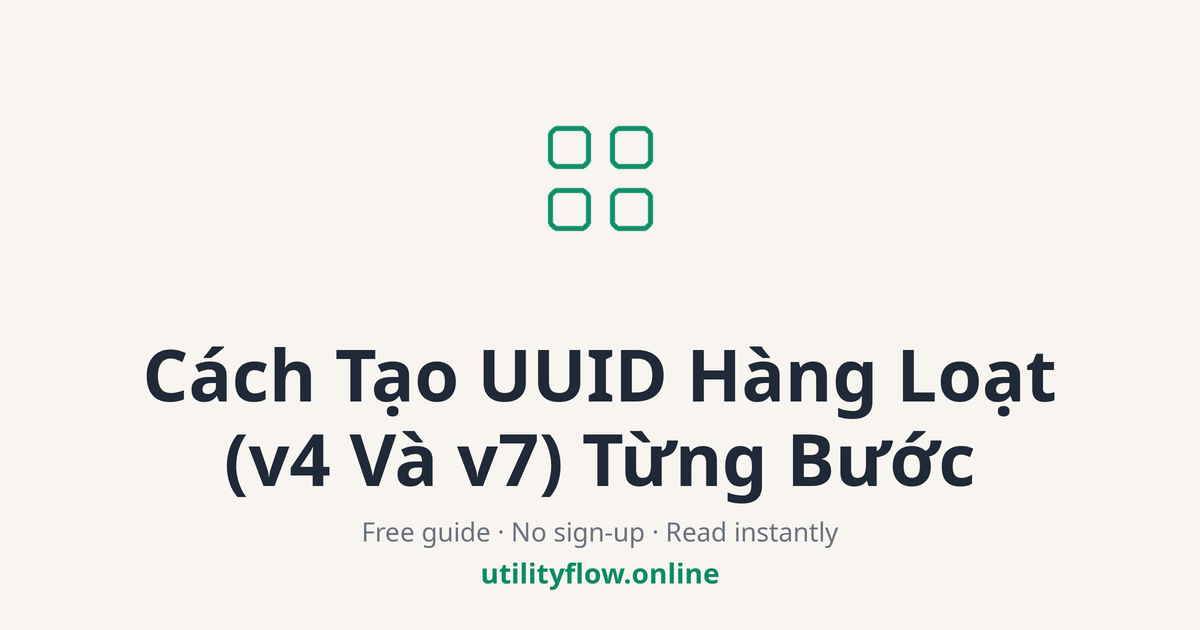 Cách Tạo UUID Hàng Loạt
(v4 Và v7) Từng Bước
Free guide · No sign-up · Read instantly
utilityflow.online